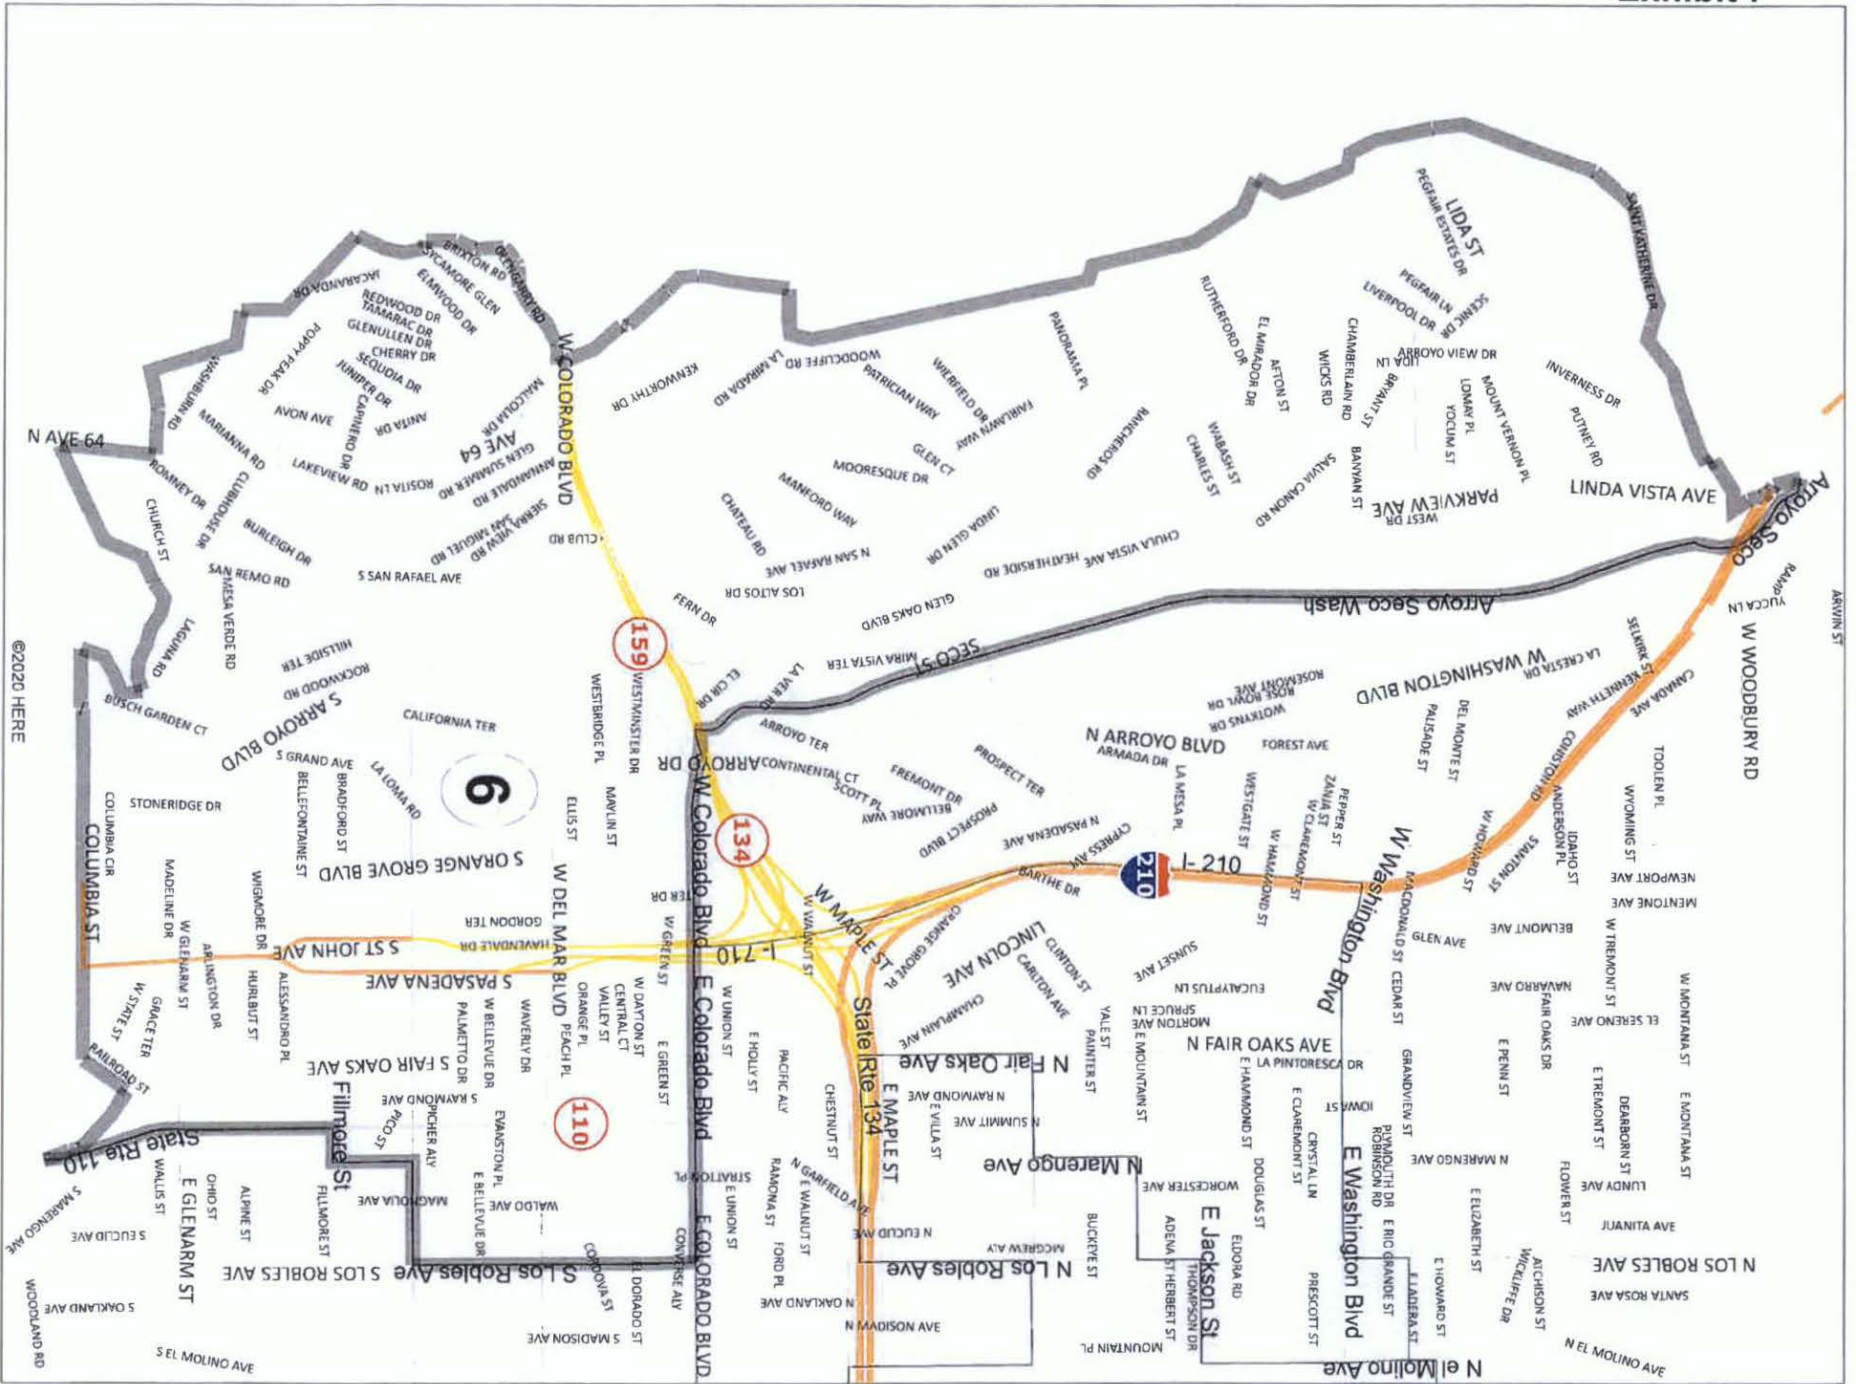 LIDA ST
PEGFAIR ESTATES DR
SAINT KATHERINE DR
BRIXTON RD
SYCAMORE GLEN
GLENGARRY RD
ELMWOOD DR
JACARANDA DR
REDWOOD DR
TAMARAC DR
GLENULLEN DR
CHERRY DR
SEQUOIA DR
JUNIPER DR
POPPY PEAK DR
CAPINERO DR
AVON AVE
ANITA DR
MALCOLM DR
W COLORADO BLVD
KENWORTHY DR
LA MIRADA RD
WOODCLIFFE RD
PATRICIAN WAY
WIERFIELD DR
FAIRLAWN WAY
PANORAMA PL
RUTHERFORD DR
EL MIRADOR DR
AFTON ST
WICKS RD
CHAMBERLAIN RD
PEGFAIR LN
LIVERPOOL DR
SCENIC DR
ARROYO VIEW DR
LIDA LN
BRYANT ST
LOMAY PL
YOCUM ST
MOUNT VERNON PL
INVERNESS DR
PUTNEY RD
N AVE 64
WASHBURN RD
MARIANNA RD
ROMNEY DR
LAKEVIEW RD
ROSITA LN
AVE 64
GLEN SUMMER RD
ANNANDALE RD
CHURCH ST
CLUBHOUSE DR
BURLEIGH DR
SAN MIGUEL RD
SIERRA VIEW RD
CLUB RD
SAN REMO RD
S SAN RAFAEL AVE
MESA VERDE RD
LAGUNA RD
HILLSIDE TER
ROCKWOOD RD
GLEN CT
MOORESQUE DR
MANFORD WAY
CHATEAU RD
RANCHEROS RD
WABASH ST
CHARLES ST
SALVIA CANON RD
BANYAN ST
PARKVIEW AVE
WEST DR
LINDA VISTA AVE
Arroyo Seco
N SAN RAFAEL AVE
LINDA GLEN DR
HEATHERSIDE RD
CHULA VISTA AVE
LOS ALTOS DR
FERN DR
GLEN OAKS BLVD
Arroyo Seco Wash
SECO ST
MIRA VISTA TER
RAMP
YUCCA LN
ARWIN ST
W WOODBURY RD
©2020 HERE
159
WESTMINSTER DR
WESTBRIDGE PL
EL CIR DR
LA VER RD
ARROYO TER
BUSCH GARDEN CT
S ARROYO BLVD
CALIFORNIA TER
S GRAND AVE
6
LA LOMA RD
BRADFORD ST
BELLEFONTAINE ST
STONERIDGE DR
COLUMBIA CIR
COLUMBIA ST
ROSEMONT AVE
ROSE BOWL DR
WOTKYNS DR
N ARROYO BLVD
ARMADA DR
FOREST AVE
W WASHINGTON BLVD
LA CRESTA DR
SELKIRK ST
KENNETH WAY
CANADA AVE
DEL MONTE ST
PALISADE ST
CONISTON RD
TOOLEN PL
WYOMING ST
ARROYO DR
CONTINENTAL CT
SCOTT PL
FREMONT DR
PROSPECT TER
BELLMORE WAY
PROSPECT BLVD
N PASADENA AVE
CYPRESS AVE
LA MESA PL
WESTGATE ST
W HAMMOND ST
W CLAREMONT ST
ZANJA ST
PEPPER ST
W HOWARD ST
STANTON ST
ANDERSON PL
IDAHO ST
NEWPORT AVE
MENTONE AVE
ELLIS ST
MAYLIN ST
134
W Colorado Blvd
S ORANGE GROVE BLVD
W DEL MAR BLVD
MADELINE DR
WIGMORE DR
W GLENARM ST
ARLINGTON DR
HURLBUT ST
ALESSANDRO PL
S ST JOHN AVE
S PASADENA AVE
GORDON TER
HAVENDALE DR
TER DR
W GREEN ST
I-710
W WALNUT ST
W MAPLE ST
BARTHE DR
210
I-210
W Washington Blvd
MACDONALD ST
GLEN AVE
BELMONT AVE
W TREMONT ST
W STATE ST
GRACE TER
RAILROAD ST
S FAIR OAKS AVE
PALMETTO DR
W BELLEVUE DR
WAVERLY DR
PEACH PL
ORANGE PL
VALLEY ST
CENTRAL CT
W DAYTON ST
E GREEN ST
E Colorado Blvd
W UNION ST
E HOLLY ST
PACIFIC ALY
State Rte 134
ORANGE GROVE PL
LINCOLN AVE
CLINTON ST
CARLTON AVE
CHAMPLAIN AVE
SUNSET AVE
EUCALYPTUS LN
SPRUCE LN
MORTON AVE
YALE ST
PAINTER ST
E MOUNTAIN ST
N FAIR OAKS AVE
LA PINTORESCA DR
CEDAR ST
NAVARRO AVE
FAIR OAKS DR
EL SERENO AVE
W MONTANA ST
N Fair Oaks Ave
S RAYMOND AVE
N RAYMOND AVE
N SUMMIT AVE
E VILLA ST
E MAPLE ST
CHESTNUT ST
110
Fillmore St
PICO ST
PICHER ALY
EVANSTON PL
E HAMMOND ST
E CLAREMONT ST
IOWA ST
GRANDVIEW ST
E PENN ST
E TREMONT ST
DEARBORN ST
E MONTANA ST
State Rte 110
WALLIS ST
E GLENARM ST
OHIO ST
ALPINE ST
FILLMORE ST
MAGNOLIA AVE
E BELLEVUE DR
WALDO AVE
STRATTON PL
E UNION ST
RAMONA ST
N GARFIELD AVE
E WALNUT ST
FORD PL
N EUCLID AVE
N Marengo Ave
WORCESTER AVE
DOUGLAS ST
CRYSTAL LN
E Washington Blvd
PLYMOUTH DR
ROBINSON RD
N MARENGO AVE
FLOWER ST
LUNDY AVE
JUANITA AVE
S MARENGO AVE
S EUCLID AVE
S LOS ROBLES AVE
S Los Robles Ave
CORDOVA ST
EL DORADO ST
CONVERSE ALY
E COLORADO BLVD
N Los Robles Ave
MCGREW ALY
BUCKEYE ST
ADENA ST
HERBERT ST
THOMPSON DR
E Jackson St
ELDORA RD
PRESCOTT ST
E RIO GRANDE ST
E LADERA ST
E HOWARD ST
E ELIZABETH ST
WICKLIFFE DR
ATCHISON ST
N LOS ROBLES AVE
SANTA ROSA AVE
WOODLAND RD
S OAKLAND AVE
S EL MOLINO AVE
S MADISON AVE
N OAKLAND AVE
N MADISON AVE
MOUNTAIN PL
N el Molino Ave
N EL MOLINO AVE